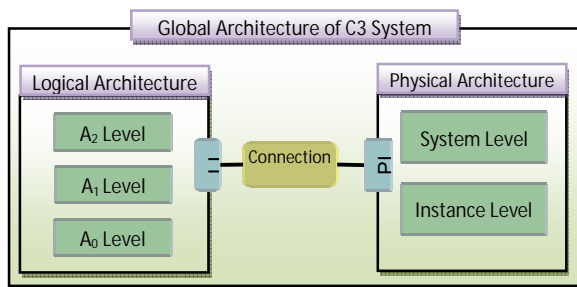 Global Architecture of C3 System
Logical Architecture
A₂ Level
A₁ Level
A₀ Level
LI
Connection
PI
Physical Architecture
System Level
Instance Level